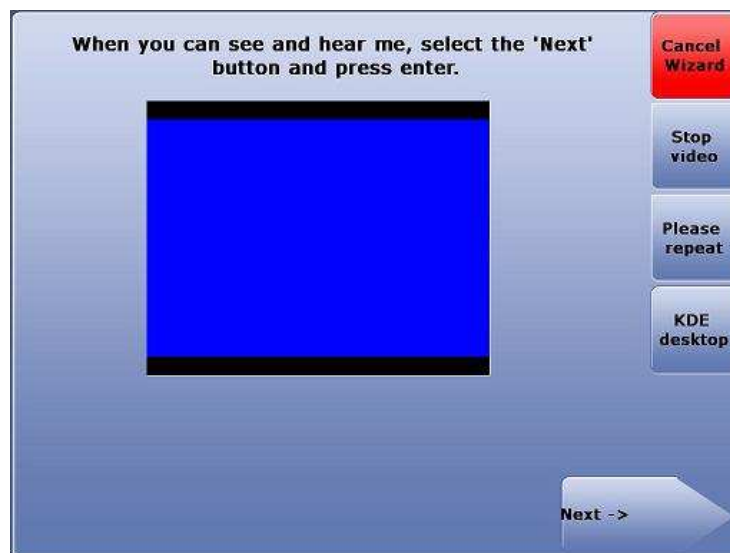 When you can see and hear me, select the 'Next'
button and press enter.
Cancel
Wizard
Stop
video
Please
repeat
KDE
desktop
Next ->